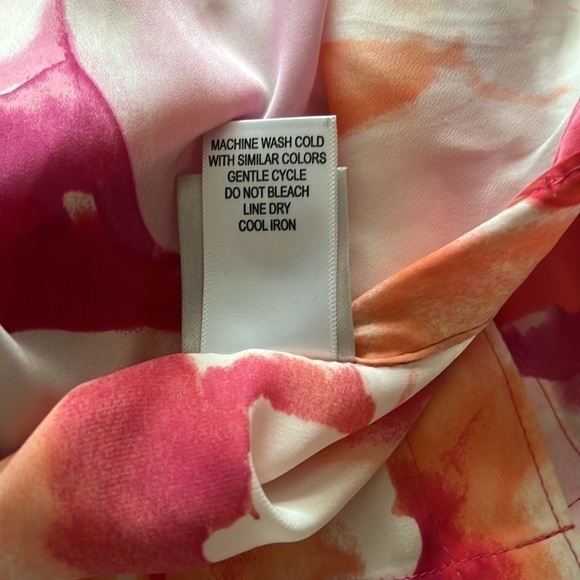 MACHINE WASH COLD
WITH SIMILAR COLORS
GENTLE CYCLE
DO NOT BLEACH
LINE DRY
COOL IRON